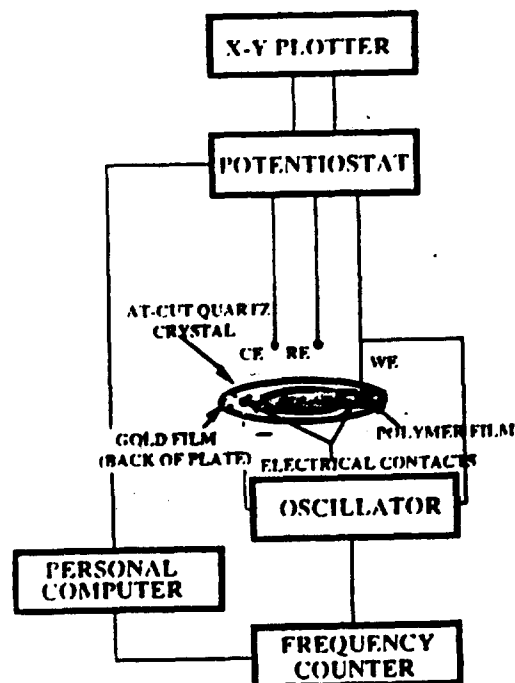 X-Y PLOTTER
POTENTIOSTAT
AT-CUT QUARTZ
CRYSTAL
CE RE
WE
GOLD FILM
(BACK OF PLATE)
POLYMER FILM
ELECTRICAL CONTACTS
OSCILLATOR
PERSONAL
COMPUTER
FREQUENCY
COUNTER